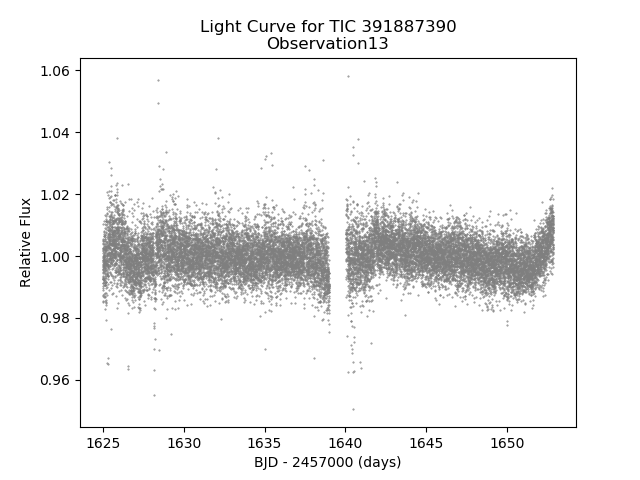 Light Curve for TIC 391887390
Observation13
1.06
1.04
1.02
1.00
0.98
0.96
Relative Flux
1625 1630 1635 1640 1645 1650
BJD - 2457000 (days)